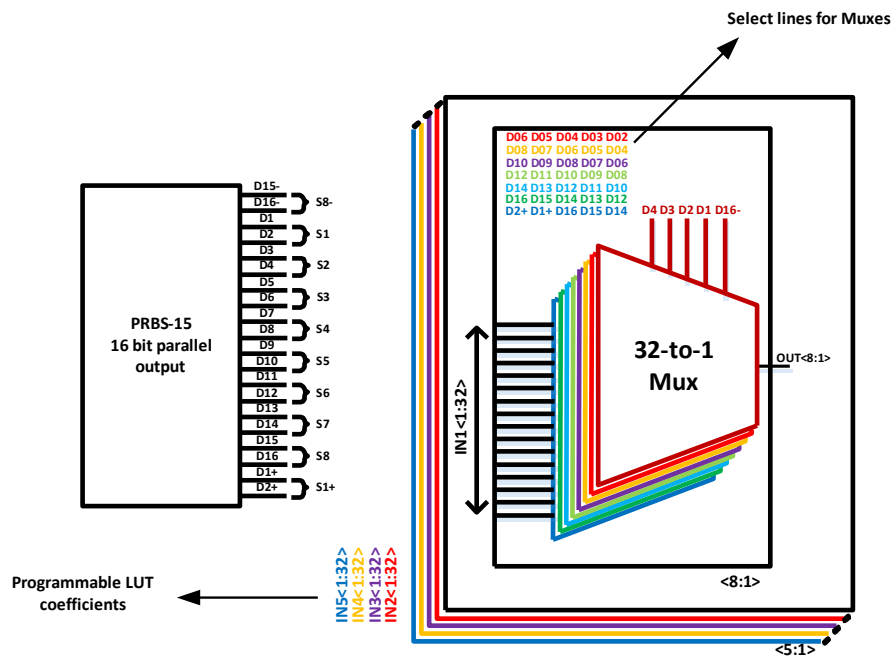 Select lines for Muxes
D06 D05 D04 D03 D02
D08 D07 D06 D05 D04
D10 D09 D08 D07 D06
D12 D11 D10 D09 D08
D14 D13 D12 D11 D10
D16 D15 D14 D13 D12
D2+ D1+ D16 D15 D14
D4 D3 D2 D1 D16-
D15-
D16-
S8-
D1
D2
S1
D3
D4
S2
D5
D6
S3
D7
D8
S4
D9
D10
S5
D11
D12
S6
D13
D14
S7
D15
D16
S8
D1+
D2+
S1+
PRBS-15
16 bit parallel
output
IN1<1:32>
32-to-1
Mux
OUT<8:1>
<8:1>
<5:1>
IN5<1:32>
IN4<1:32>
IN3<1:32>
IN2<1:32>
Programmable LUT
coefficients